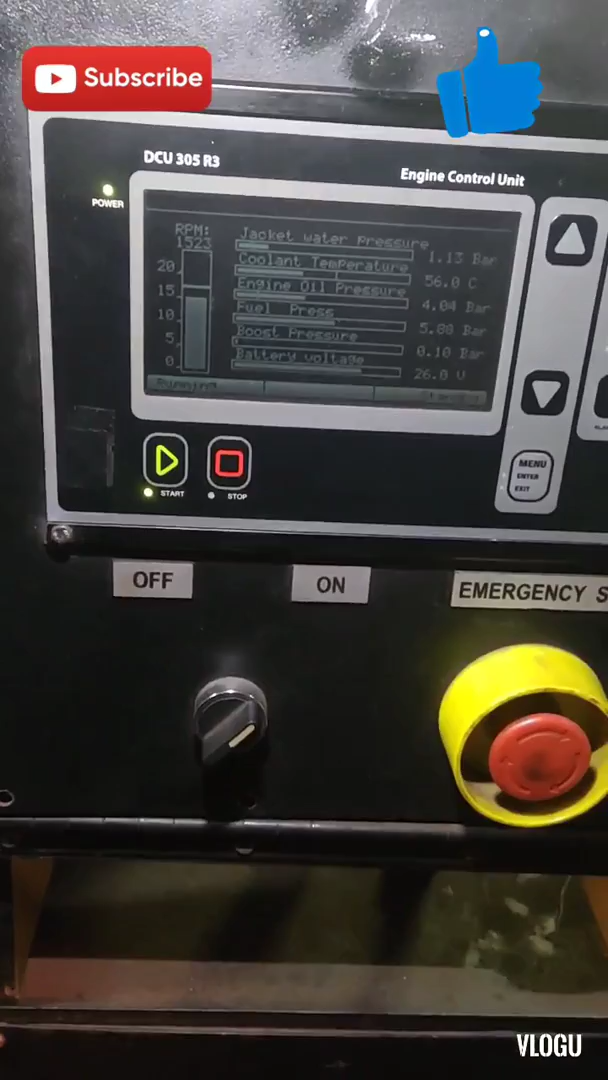 Subscribe
DCU 305 R3
Engine Control Unit
POWER
RPM:
1523
20
15
10
5
0
Jacket water Pressure
1.13 Bar
Coolant Temperature
56.0 C
Engine Oil Pressure
4.04 Bar
Fuel Press
5.80 Bar
Boost Pressure
0.10 Bar
Battery voltage
26.0 V
Running
MENU
ENTER
EXIT
START
STOP
OFF
ON
EMERGENCY S
VLOGU